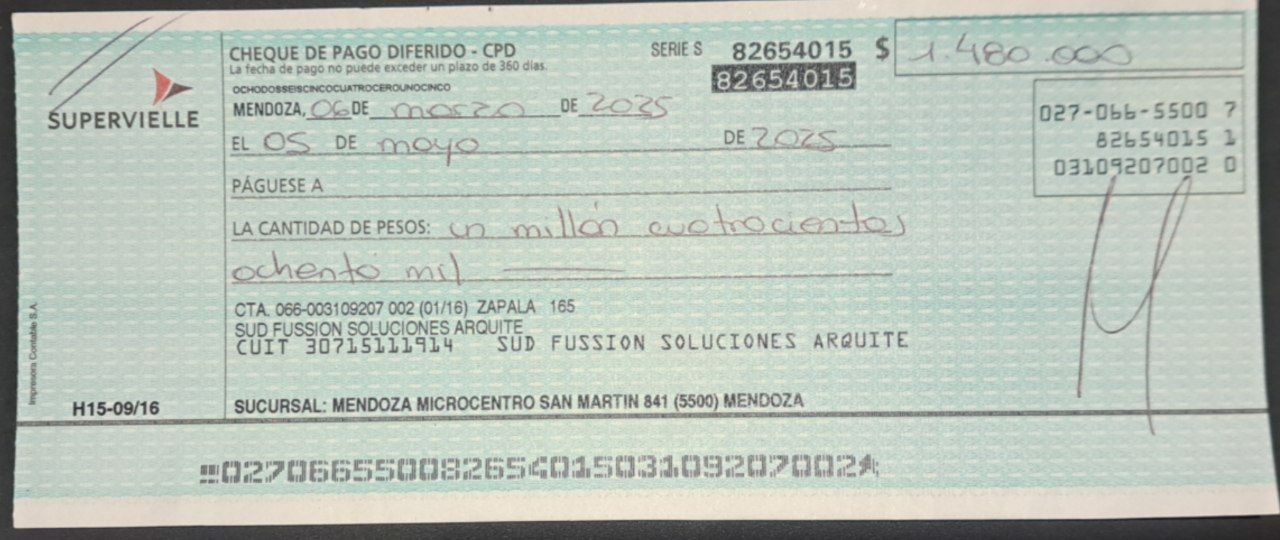 CHEQUE DE PAGO DIFERIDO - CPD SERIE S 82654015 $ 1.480.000
La fecha de pago no puede exceder un plazo de 360 días.
82654015
OCHODOSSEISCINCOCUATROCEROUNOCINCO
SUPERVIELLE
MENDOZA, 06 DE marzo DE 2025
027-066-5500 7
82654015 1
03109207002 0
EL 05 DE mayo DE 2025
PÁGUESE A
LA CANTIDAD DE PESOS: un millón cuatrocientos
ochenta mil
CTA. 066-003109207 002 (01/16) ZAPALA 165
SUD FUSSION SOLUCIONES ARQUITE
CUIT 30715111914 SUD FUSSION SOLUCIONES ARQUITE
Impresora Contable S.A.
H15-09/16
SUCURSAL: MENDOZA MICROCENTRO SAN MARTIN 841 (5500) MENDOZA
02706655008265401503109207002